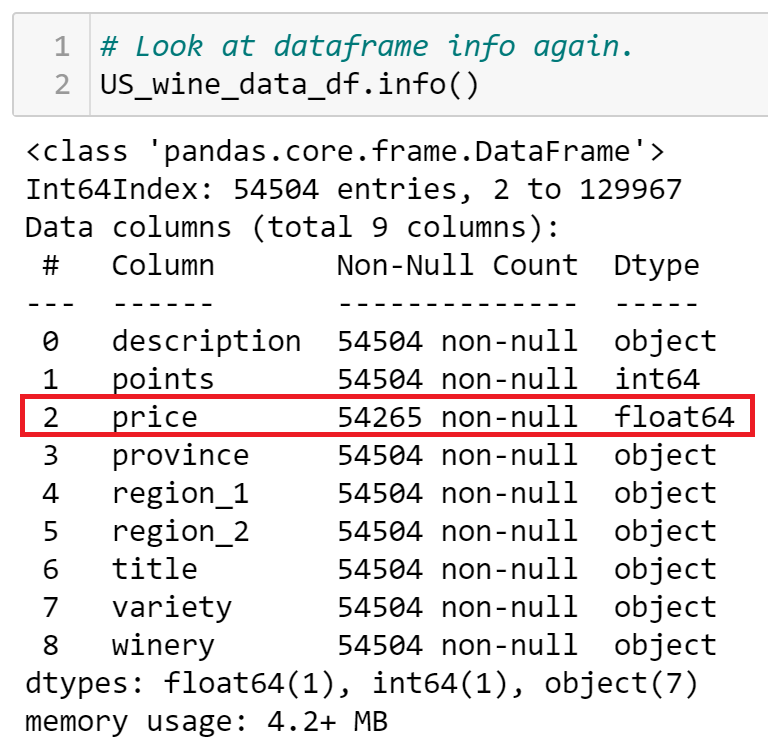 1 # Look at dataframe info again.
2 US_wine_data_df.info()
<class 'pandas.core.frame.DataFrame'>
Int64Index: 54504 entries, 2 to 129967
Data columns (total 9 columns):
 #   Column       Non-Null Count  Dtype
---  ------       --------------  -----
 0   description  54504 non-null  object
 1   points       54504 non-null  int64
 2   price        54265 non-null  float64
 3   province     54504 non-null  object
 4   region_1     54504 non-null  object
 5   region_2     54504 non-null  object
 6   title        54504 non-null  object
 7   variety      54504 non-null  object
 8   winery       54504 non-null  object
dtypes: float64(1), int64(1), object(7)
memory usage: 4.2+ MB